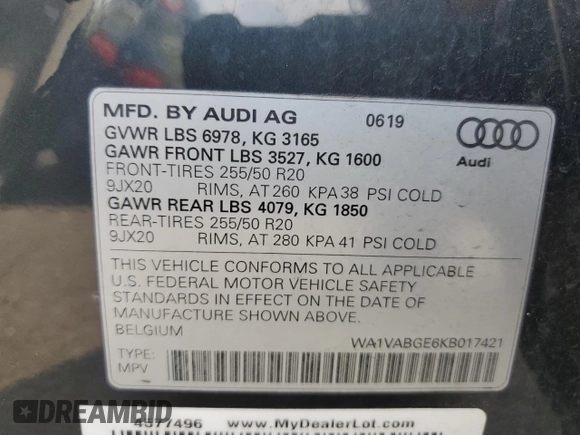 MFD. BY AUDI AG 0619
GVWR LBS 6978, KG 3165
GAWR FRONT LBS 3527, KG 1600
Audi
FRONT-TIRES 255/50 R20
9JX20 RIMS, AT 260 KPA 38 PSI COLD
GAWR REAR LBS 4079, KG 1850
REAR-TIRES 255/50 R20
9JX20 RIMS, AT 280 KPA 41 PSI COLD
THIS VEHICLE CONFORMS TO ALL APPLICABLE
U.S. FEDERAL MOTOR VEHICLE SAFETY
STANDARDS IN EFFECT ON THE DATE OF
MANUFACTURE SHOWN ABOVE.
BELGIUM
WA1VABGE6KB017421
TYPE:
MPV
4377496 www.MyDealerLot.com
DREAMBID